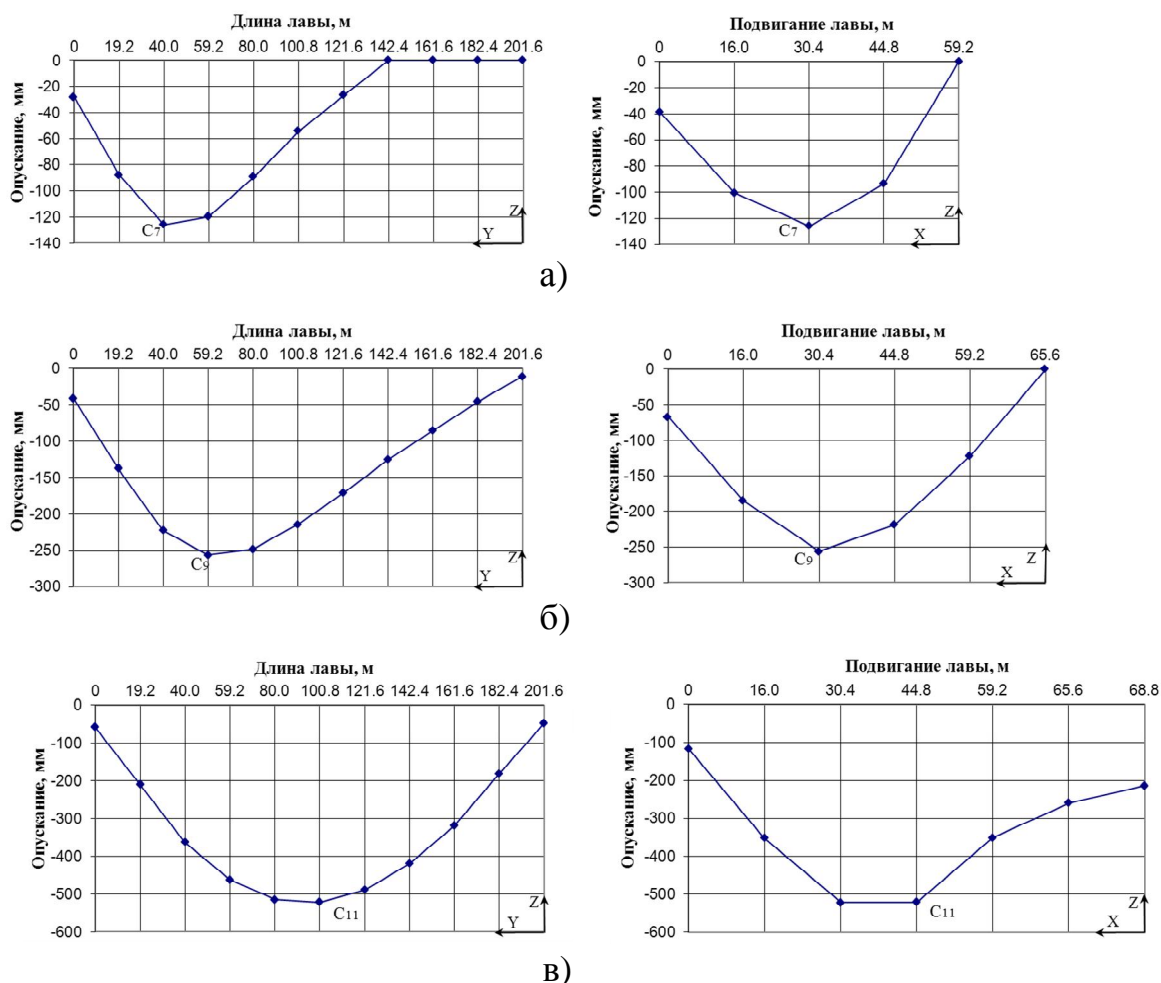 Длина лавы, м
0 19.2 40.0 59.2 80.0 100.8 121.6 142.4 161.6 182.4 201.6
Опускание, мм
0
-20
-40
-60
-80
-100
-120
-140
C7
Y
Z
Подвигание лавы, м
0 16.0 30.4 44.8 59.2
Опускание, мм
0
-20
-40
-60
-80
-100
-120
-140
C7
X
Z
а)
Длина лавы, м
0 19.2 40.0 59.2 80.0 100.8 121.6 142.4 161.6 182.4 201.6
Опускание, мм
0
-50
-100
-150
-200
-250
-300
C9
Y
Z
Подвигание лавы, м
0 16.0 30.4 44.8 59.2 65.6
Опускание, мм
0
-50
-100
-150
-200
-250
-300
C9
X
Z
б)
Длина лавы, м
0 19.2 40.0 59.2 80.0 100.8 121.6 142.4 161.6 182.4 201.6
Опускание, мм
0
-100
-200
-300
-400
-500
-600
C11
Y
Z
Подвигание лавы, м
0 16.0 30.4 44.8 59.2 65.6 68.8
Опускание, мм
0
-100
-200
-300
-400
-500
-600
C11
X
Z
в)